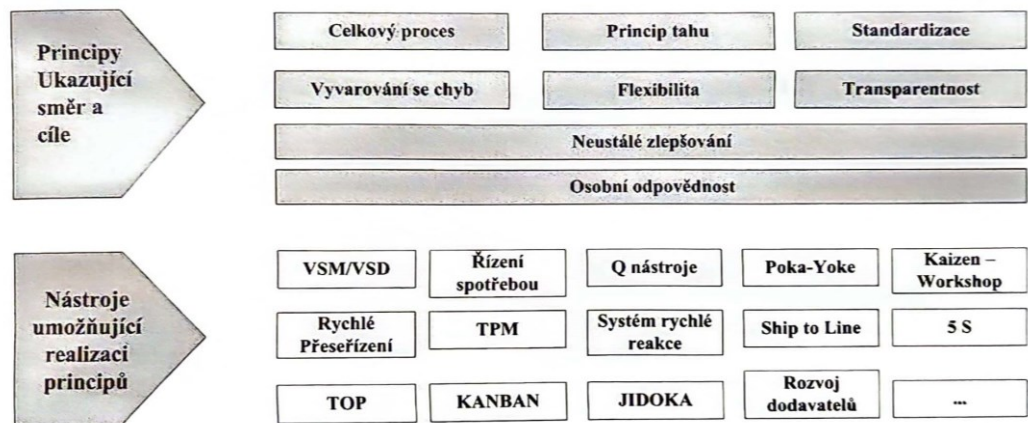 Principy
Ukazující
směr a
cíle
Celkový proces
Princip tahu
Standardizace
Vyvarování se chyb
Flexibilita
Transparentnost
Neustálé zlepšování
Osobní odpovědnost
Nástroje
umožňující
realizaci
principů
VSM/VSD
Řízení
spotřebou
Q nástroje
Poka-Yoke
Kaizen –
Workshop
Rychlé
Přeseřízení
TPM
Systém rychlé
reakce
Ship to Line
5 S
TOP
KANBAN
JIDOKA
Rozvoj
dodavatelů
...